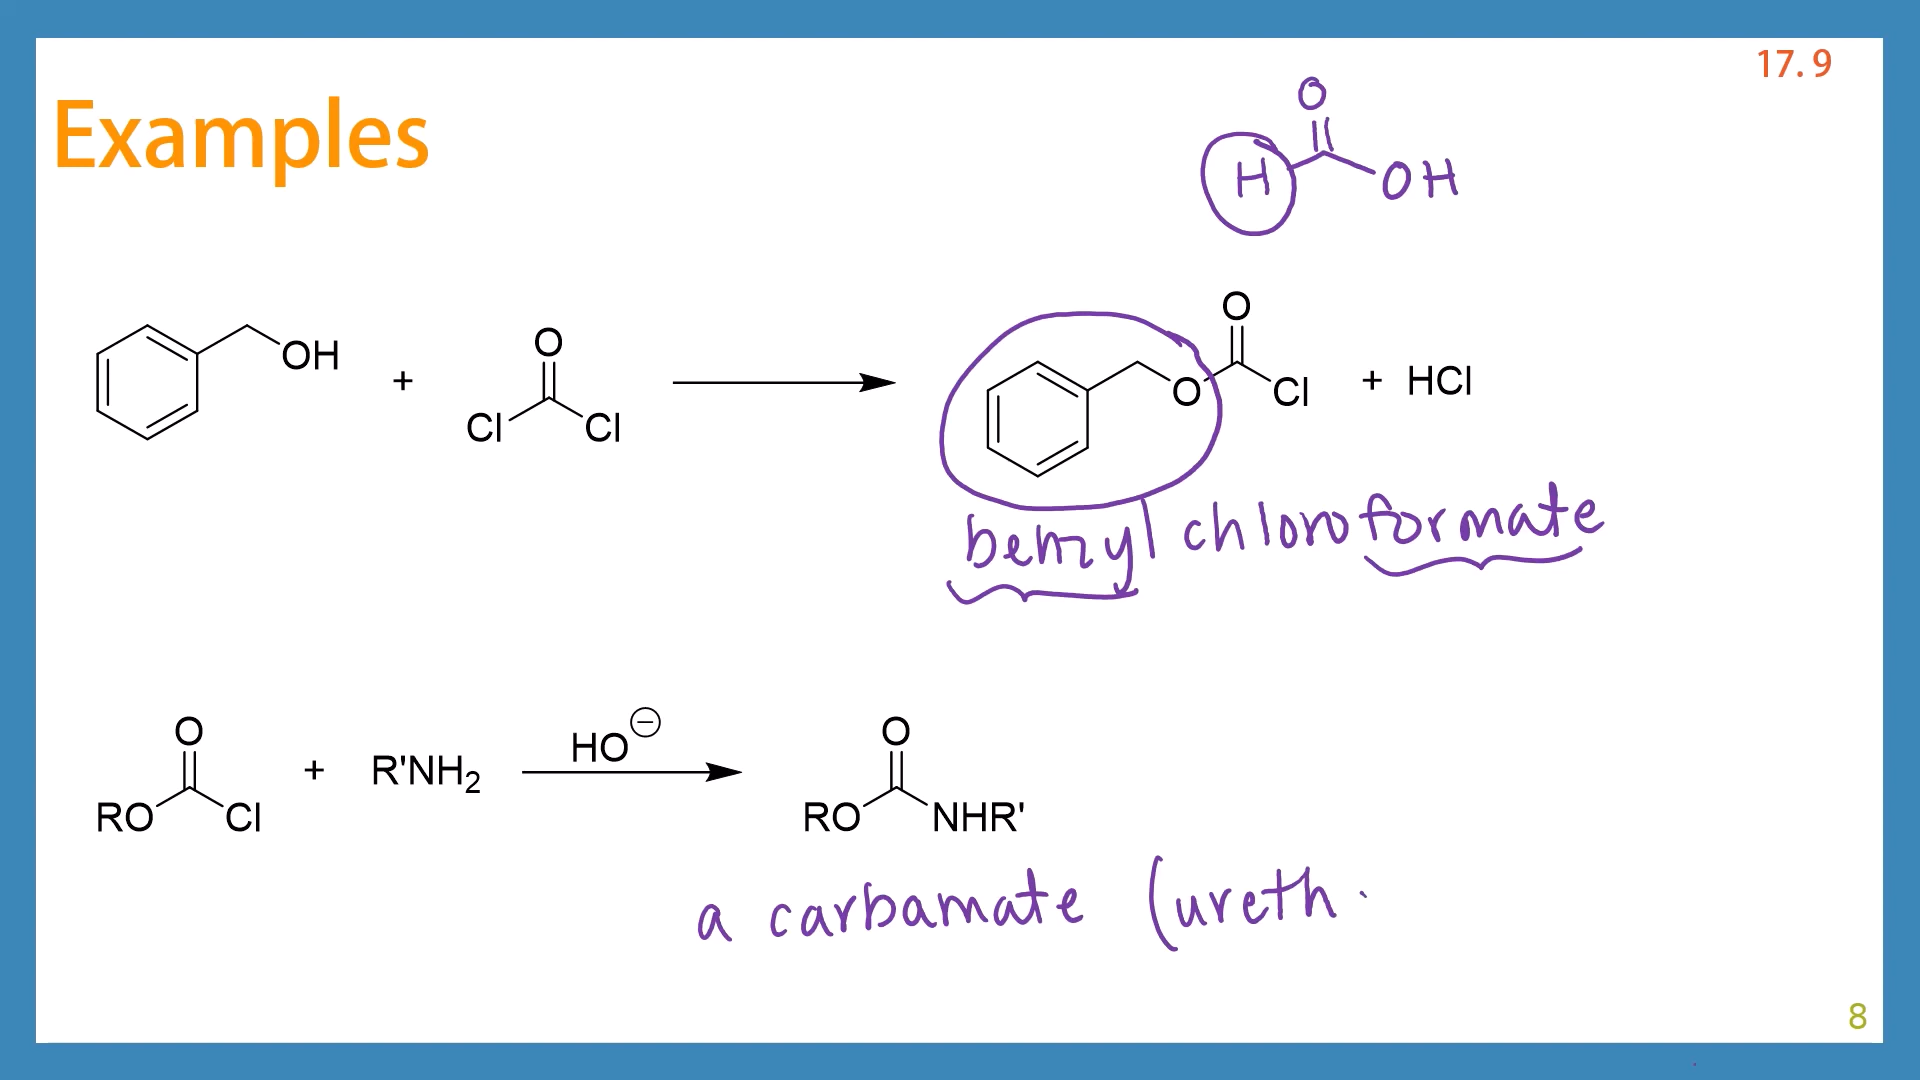 17.9
Examples
O
H OH
OH + O Cl Cl → O O Cl + HCl
benzyl chloroformate
O RO Cl + R'NH₂ HO⊖ → O RO NHR'
a carbamate (ureth
8